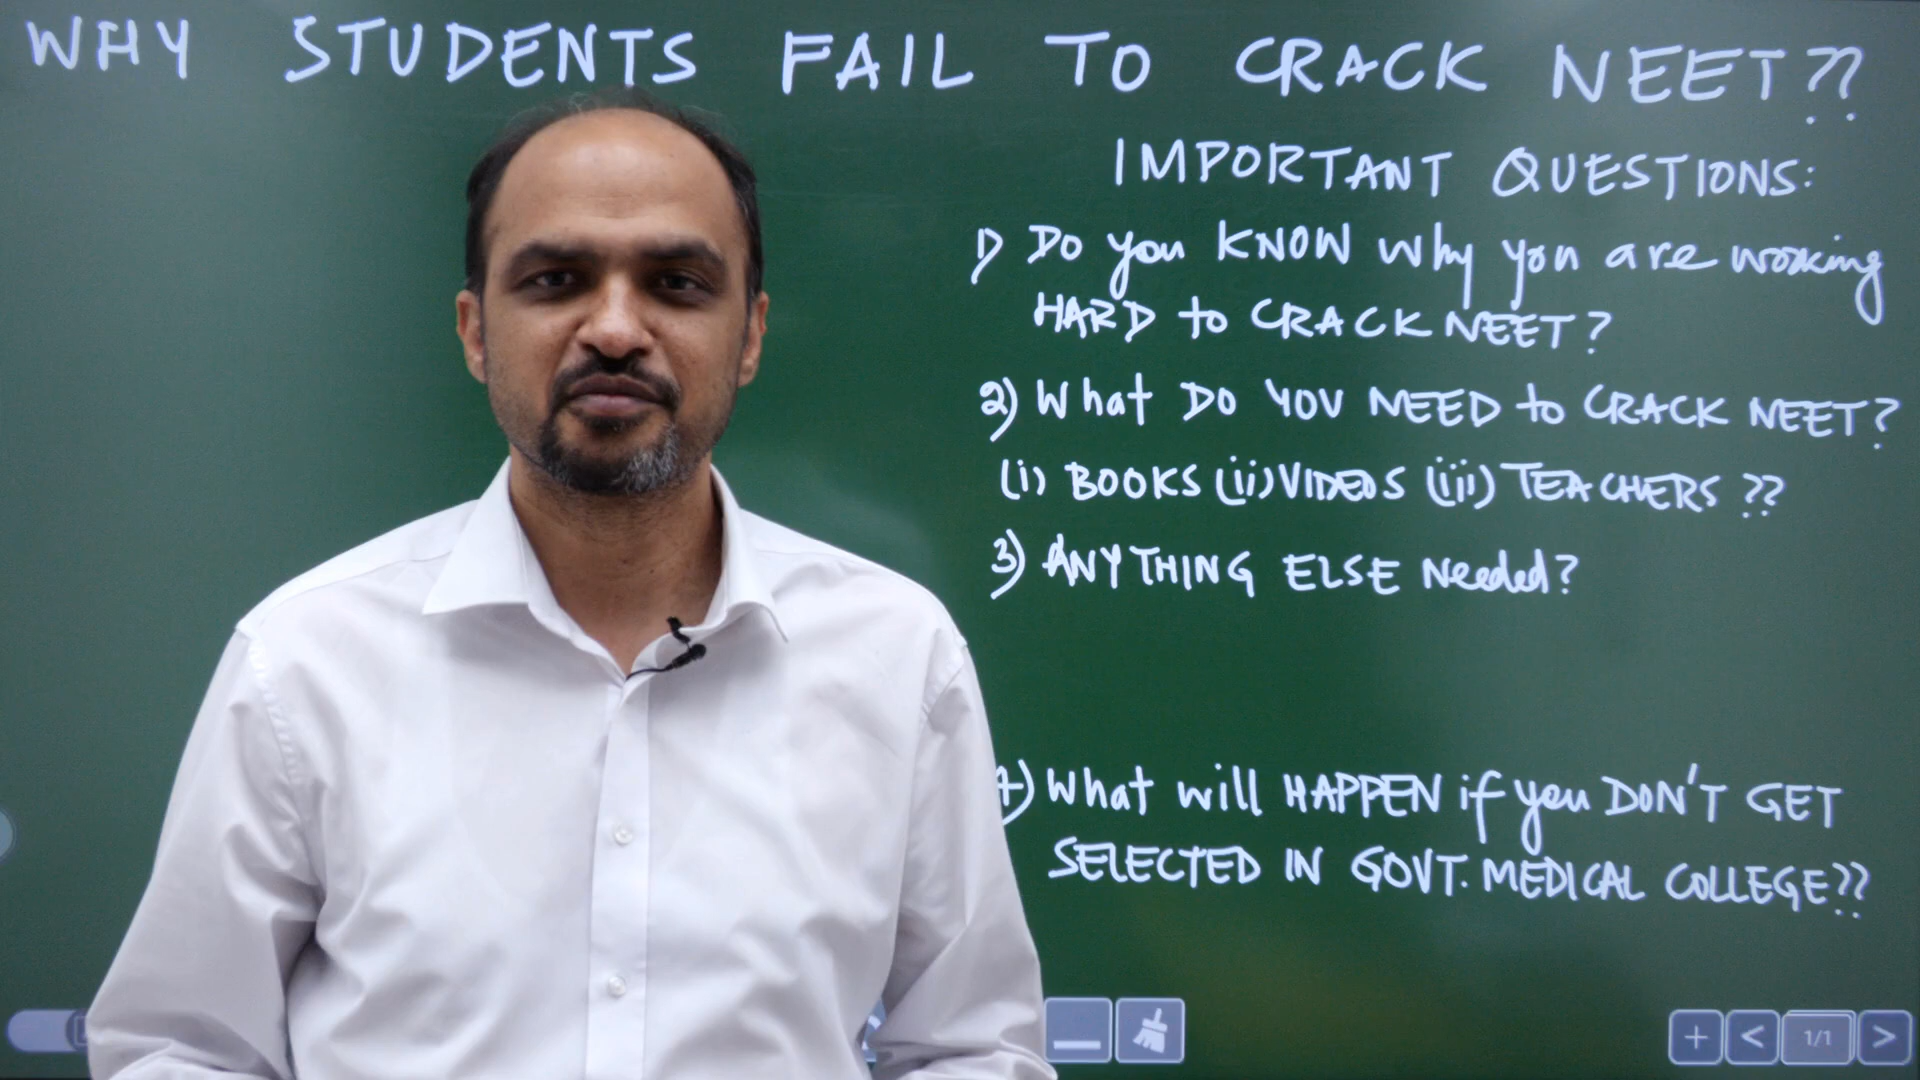 WHY STUDENTS FAIL TO CRACK NEET??
IMPORTANT QUESTIONS:
1) Do you KNOW why you are working
HARD to CRACK NEET?
2) What DO YOU NEED to CRACK NEET?
(i) BOOKS (ii) VIDEOS (iii) TEACHERS ??
3) ANYTHING ELSE Needed?
4) What will HAPPEN if you DON'T GET
SELECTED IN GOVT. MEDICAL COLLEGE??
1/1